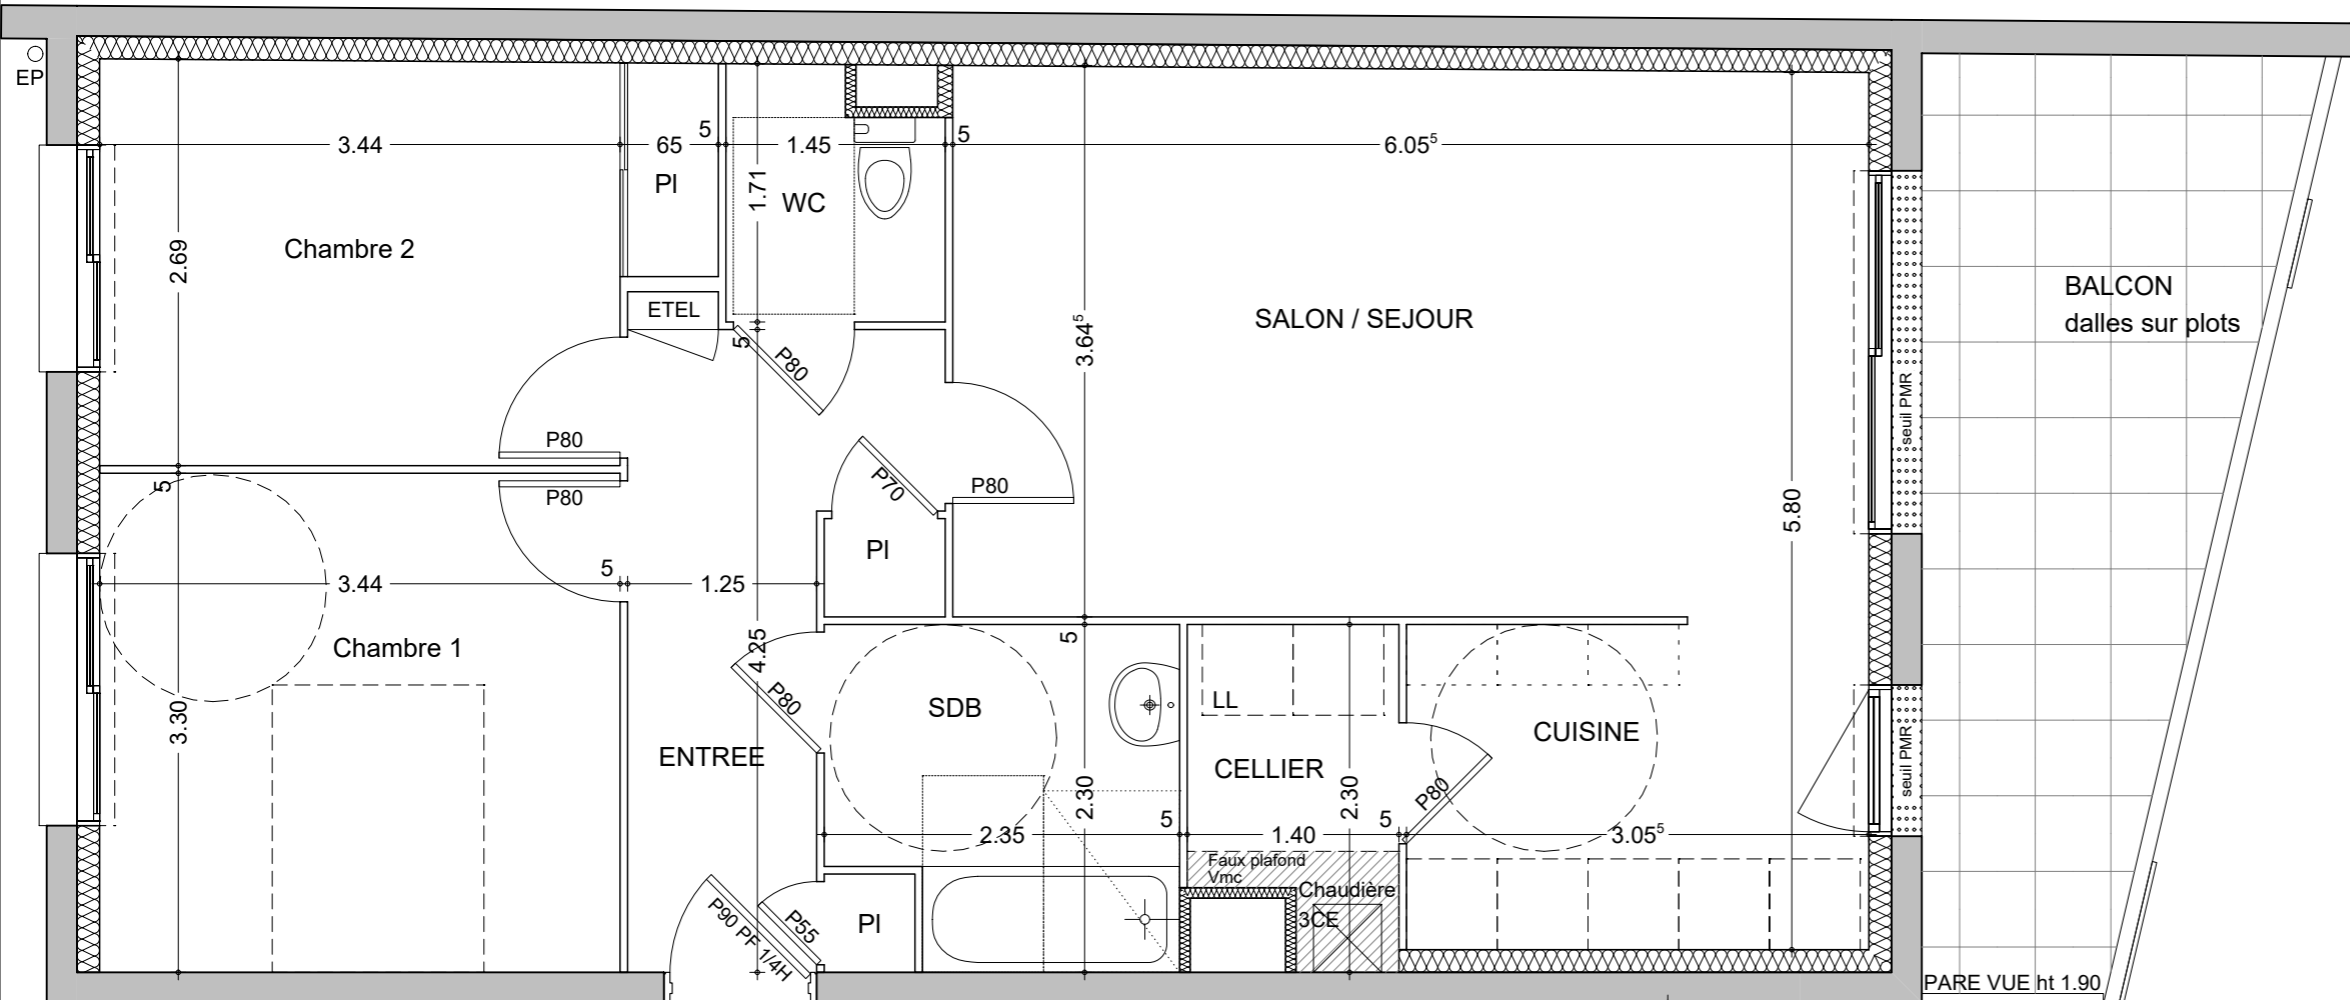 EP
3.44
65
5
1.45
5
6.05⁵
Pl
1.71
WC
Chambre 2
2.69
ETEL
5
P80
SALON / SEJOUR
3.64⁵
BALCON
dalles sur plots
seuil PMR
P80
P80
5
P70
P80
5.80
Pl
3.44
5
1.25
Chambre 1
4.25
5
3.30
P80
SDB
LL
CELLIER
CUISINE
ENTREE
seuil PMR
2.30
2.30
P80
2.35
5
1.40
5
3.05⁵
Faux plafond
Vmc
Chaudière
3CE
P90 PF 1/4H
P55
Pl
PARE VUE ht 1.90